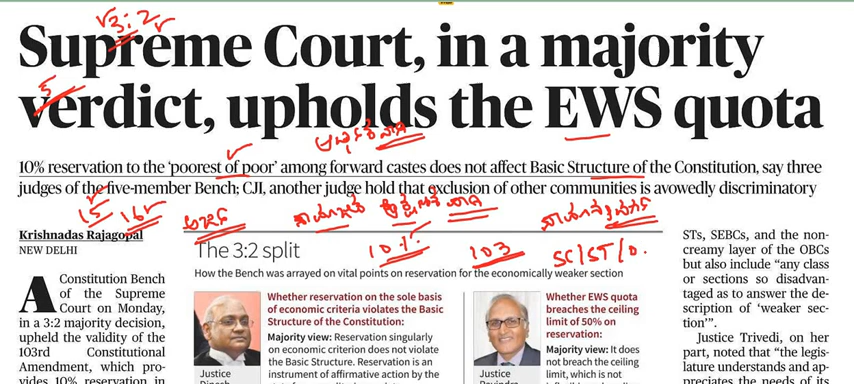 √3:2√
Supreme Court, in a majority
5
verdict, upholds the EWS quota
10% reservation to the 'poorest of poor' among forward castes does not affect Basic Structure of the Constitution, say three
judges of the five-member Bench; CJI, another judge hold that exclusion of other communities is avowedly discriminatory
15 16
Krishnadas Rajagopal
NEW DELHI
10% 103 SC/ST/O.
The 3:2 split
How the Bench was arrayed on vital points on reservation for the economically weaker section
A Constitution Bench
of the Supreme
Court on Monday,
in a 3:2 majority decision,
upheld the validity of the
103rd Constitutional
Amendment, which pro-
vides 10% reservation in
Whether reservation on the sole basis
of economic criteria violates the Basic
Structure of the Constitution:
Majority view: Reservation singularly
on economic criterion does not violate
the Basic Structure. Reservation is an
instrument of affirmative action by the
Justice
Whether EWS quota
breaches the ceiling
limit of 50% on
reservation:
Majority view: It does
not breach the ceiling
limit, which is not
Justice
STs, SEBCs, and the non-
creamy layer of the OBCs
but also include "any class
or sections so disadvan-
taged as to answer the de-
scription of 'weaker sec-
tion'".
Justice Trivedi, on her
part, noted that "the legis-
lature understands and ap-
preciates the needs of its